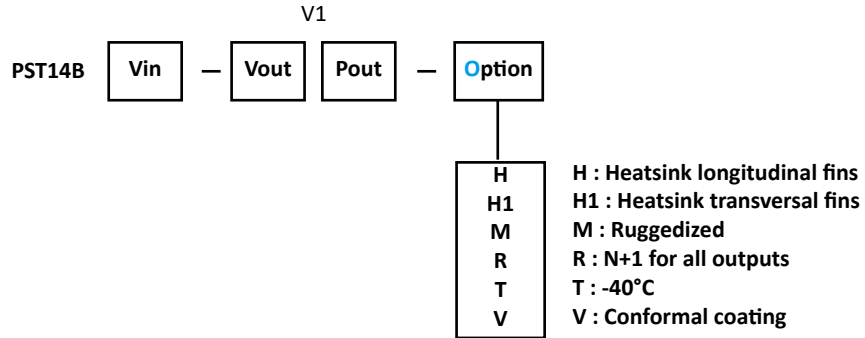 V1
PST14B Vin — Vout Pout — Option
H H : Heatsink longitudinal fins
H1 H1 : Heatsink transversal fins
M M : Ruggedized
R R : N+1 for all outputs
T T : -40°C
V V : Conformal coating